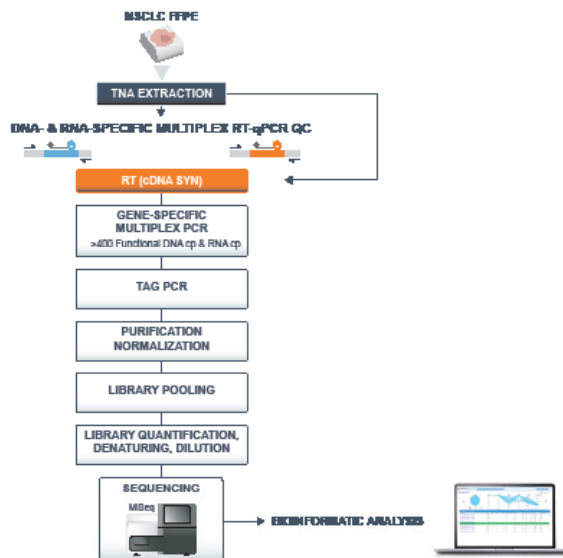 NSCLC FFPE
TNA EXTRACTION
DNA- & RNA-SPECIFIC MULTIPLEX RT-qPCR QC
RT (cDNA SYN)
GENE-SPECIFIC
MULTIPLEX PCR
>400 Functional DNA cp & RNA cp
TAG PCR
PURIFICATION
NORMALIZATION
LIBRARY POOLING
LIBRARY QUANTIFICATION,
DENATURING, DILUTION
SEQUENCING
MiSeq
BIOINFORMATIC ANALYSIS